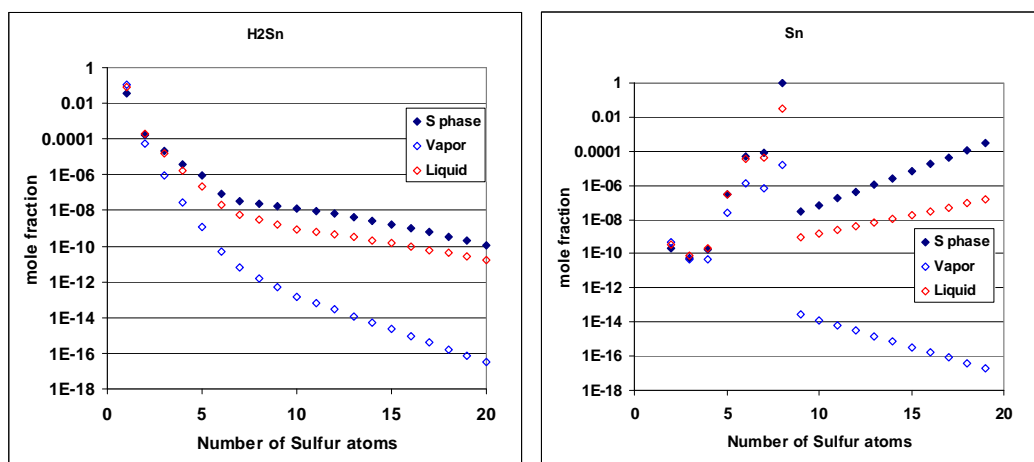 H2Sn
mole fraction
1
0.01
0.0001
1E-06
1E-08
1E-10
1E-12
1E-14
1E-16
1E-18
S phase
Vapor
Liquid
0 5 10 15 20
Number of Sulfur atoms
Sn
mole fraction
1
0.01
0.0001
1E-06
1E-08
1E-10
1E-12
1E-14
1E-16
1E-18
S phase
Vapor
Liquid
0 5 10 15 20
Number of Sulfur atoms